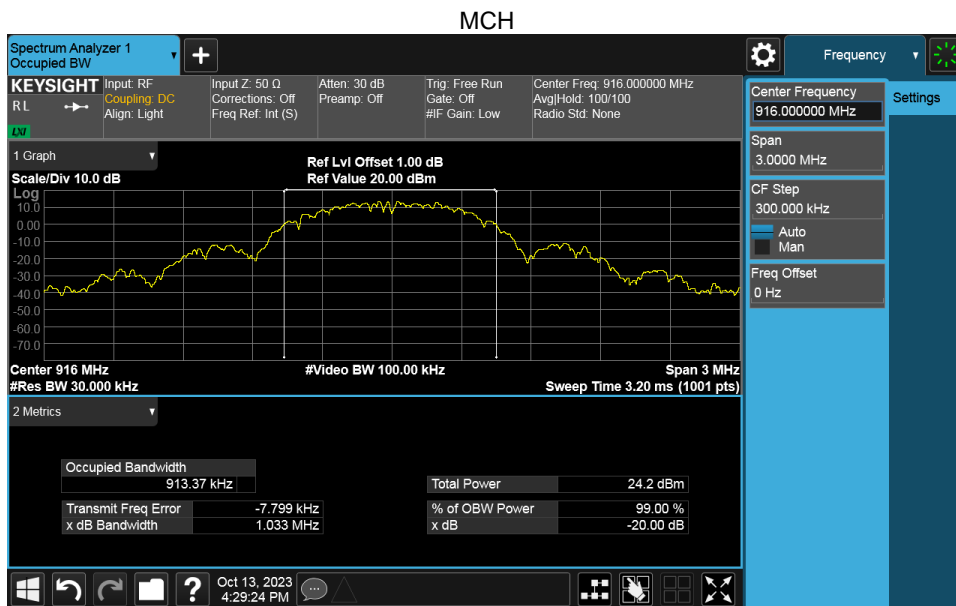 MCH
Spectrum Analyzer 1
Occupied BW
+
Frequency
KEYSIGHT
R L
LXI
Input: RF
Coupling: DC
Align: Light
Input Z: 50 Ω
Corrections: Off
Freq Ref: Int (S)
Atten: 30 dB
Preamp: Off
Trig: Free Run
Gate: Off
#IF Gain: Low
Center Freq: 916.000000 MHz
Avg|Hold: 100/100
Radio Std: None
Center Frequency
916.000000 MHz
Settings
Span
3.0000 MHz
CF Step
300.000 kHz
Auto
Man
Freq Offset
0 Hz
1 Graph
Ref Lvl Offset 1.00 dB
Scale/Div 10.0 dB
Ref Value 20.00 dBm
Log
10.0
0.00
-10.0
-20.0
-30.0
-40.0
-50.0
-60.0
-70.0
Center 916 MHz
#Video BW 100.00 kHz
Span 3 MHz
#Res BW 30.000 kHz
Sweep Time 3.20 ms (1001 pts)
2 Metrics
Occupied Bandwidth
913.37 kHz
Total Power 24.2 dBm
Transmit Freq Error -7.799 kHz
% of OBW Power 99.00 %
x dB Bandwidth 1.033 MHz
x dB -20.00 dB
?
Oct 13, 2023
4:29:24 PM